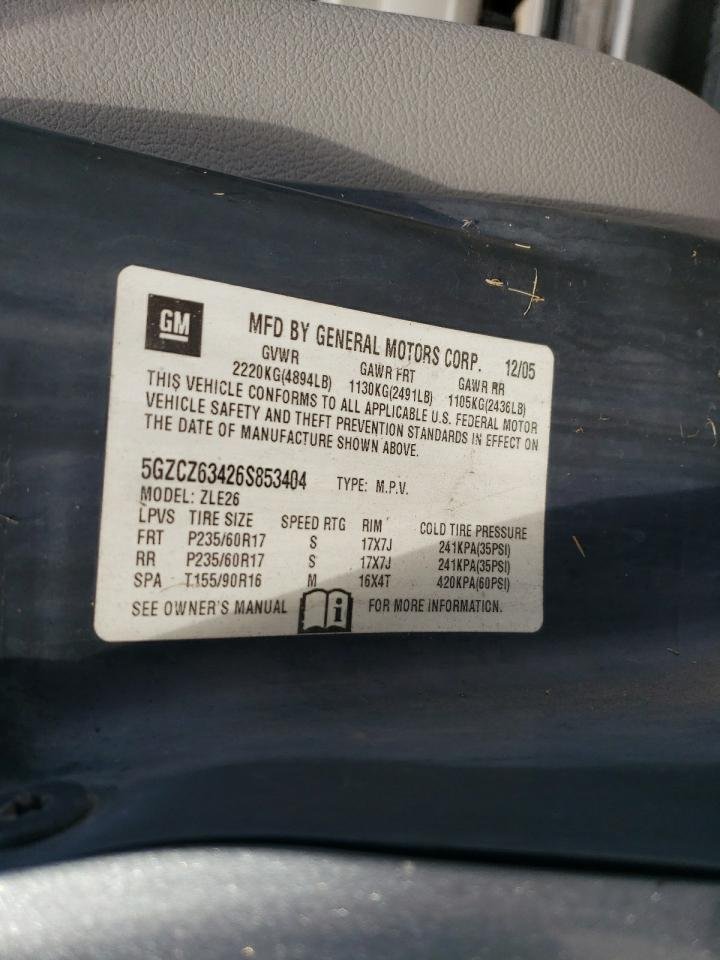 GM
MFD BY GENERAL MOTORS CORP. 12/05
GVWR GAWR FRT GAWR RR
2220KG(4894LB) 1130KG(2491LB) 1105KG(2436LB)
THIS VEHICLE CONFORMS TO ALL APPLICABLE U.S. FEDERAL MOTOR
VEHICLE SAFETY AND THEFT PREVENTION STANDARDS IN EFFECT ON
THE DATE OF MANUFACTURE SHOWN ABOVE.
5GZCZ63426S853404 TYPE: M.P.V.
MODEL: ZLE26
LPVS TIRE SIZE SPEED RTG RIM COLD TIRE PRESSURE
FRT P235/60R17 S 17X7J 241KPA(35PSI)
RR P235/60R17 S 17X7J 241KPA(35PSI)
SPA T155/90R16 M 16X4T 420KPA(60PSI)
SEE OWNER'S MANUAL i FOR MORE INFORMATION.